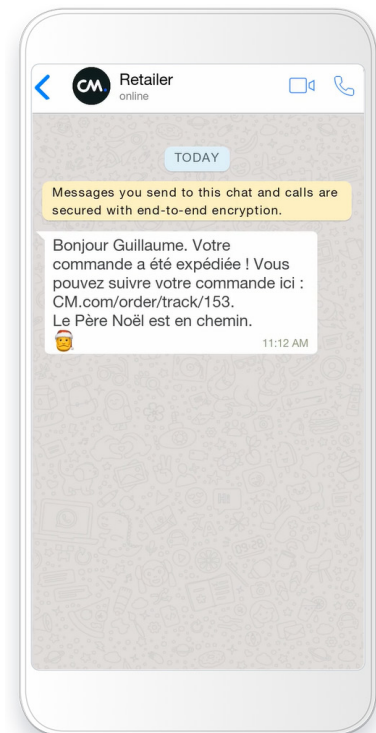 CM.
Retailer
online
TODAY
Messages you send to this chat and calls are
secured with end-to-end encryption.
Bonjour Guillaume. Votre
commande a été expédiée ! Vous
pouvez suivre votre commande ici :
CM.com/order/track/153.
Le Père Noël est en chemin.
🎅
11:12 AM